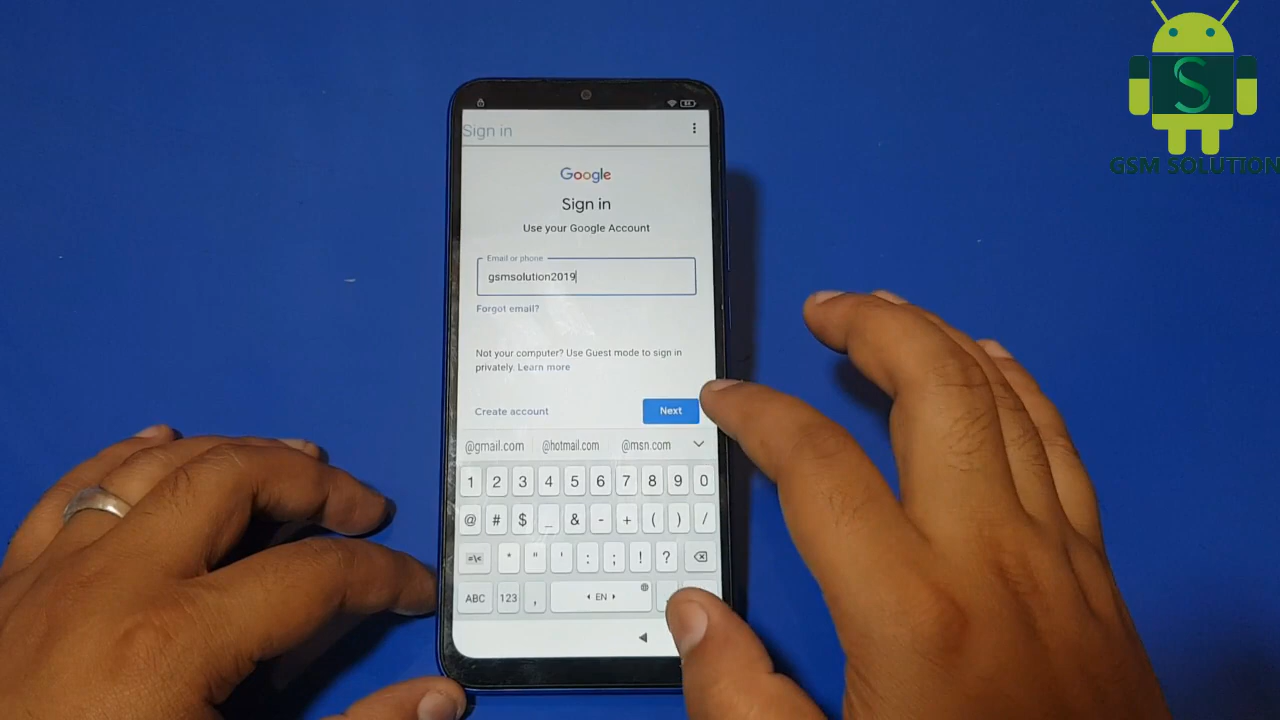 GSM SOLUTION
84
Sign in
Google
Sign in
Use your Google Account
Email or phone
gsmsolution2019
Forgot email?
Not your computer? Use Guest mode to sign in
privately. Learn more
Create account
Next
@gmail.com @hotmail.com @msn.com
1 2 3 4 5 6 7 8 9 0
@ # $ _ & - + ( ) /
=\< * " ' : ; ! ?
ABC 123 , EN